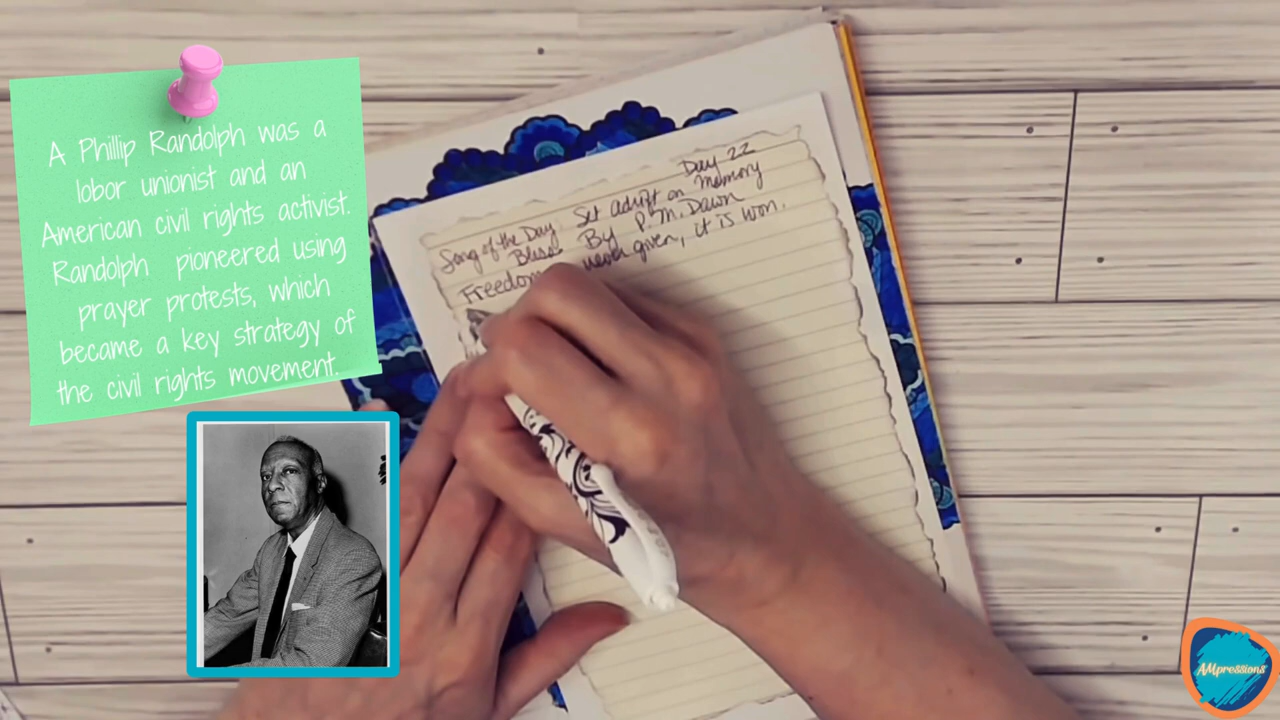 A Phillip Randolph was a
lobor unionist and an
American civil rights activist.
Randolph pioneered using
prayer protests, which
became a key strategy of
the civil rights movement.
Day 22
Song of the Day: Set adrift on Memory
Bliss By P.M. Dawn
Freedom never given, it is won.
AMpressions